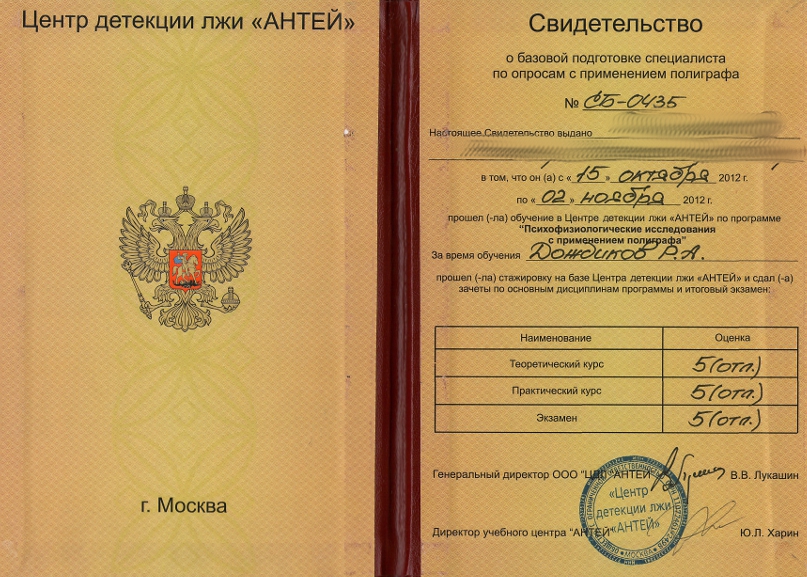 Центр детекции лжи «АНТЕЙ»
г. Москва
Свидетельство
о базовой подготовке специалиста
по опросам с применением полиграфа
№ СБ-0435
Настоящее Свидетельство выдано
в том, что он (а) с « 15 » октября 2012 г.
по « 02 » ноября 2012 г.
прошел (-ла) обучение в Центре детекции лжи «АНТЕЙ» по программе
"Психофизиологические исследования
с применением полиграфа"
За время обучения Дождиков Р.А.
прошел (-ла) стажировку на базе Центра детекции лжи «АНТЕЙ» и сдал (-а)
зачеты по основным дисциплинам программы и итоговый экзамен:
Наименование Оценка
Теоретический курс 5 (отл.)
Практический курс 5 (отл.)
Экзамен 5 (отл.)
Генеральный директор ООО "ЦДЛ "АНТЕЙ" В.В. Лукашин
Директор учебного центра "АНТЕЙ" Ю.Л. Харин
«Центр
детекции лжи
«АНТЕЙ»
МОСКВА